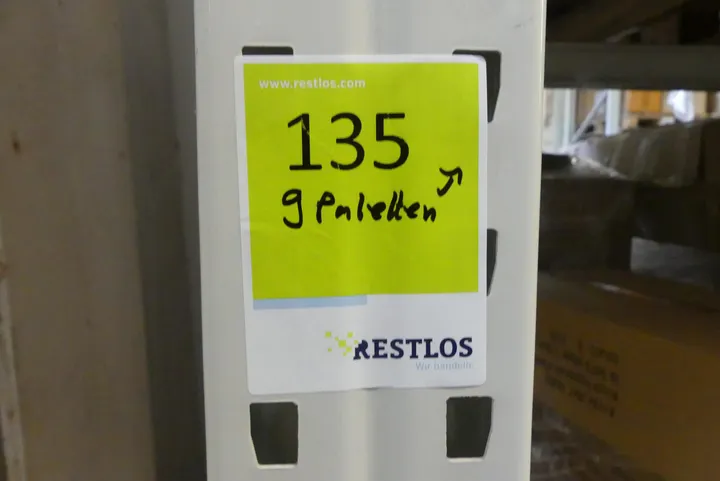 www.restlos.com
135
9 Paletten
RESTLOS
Wir handeln.